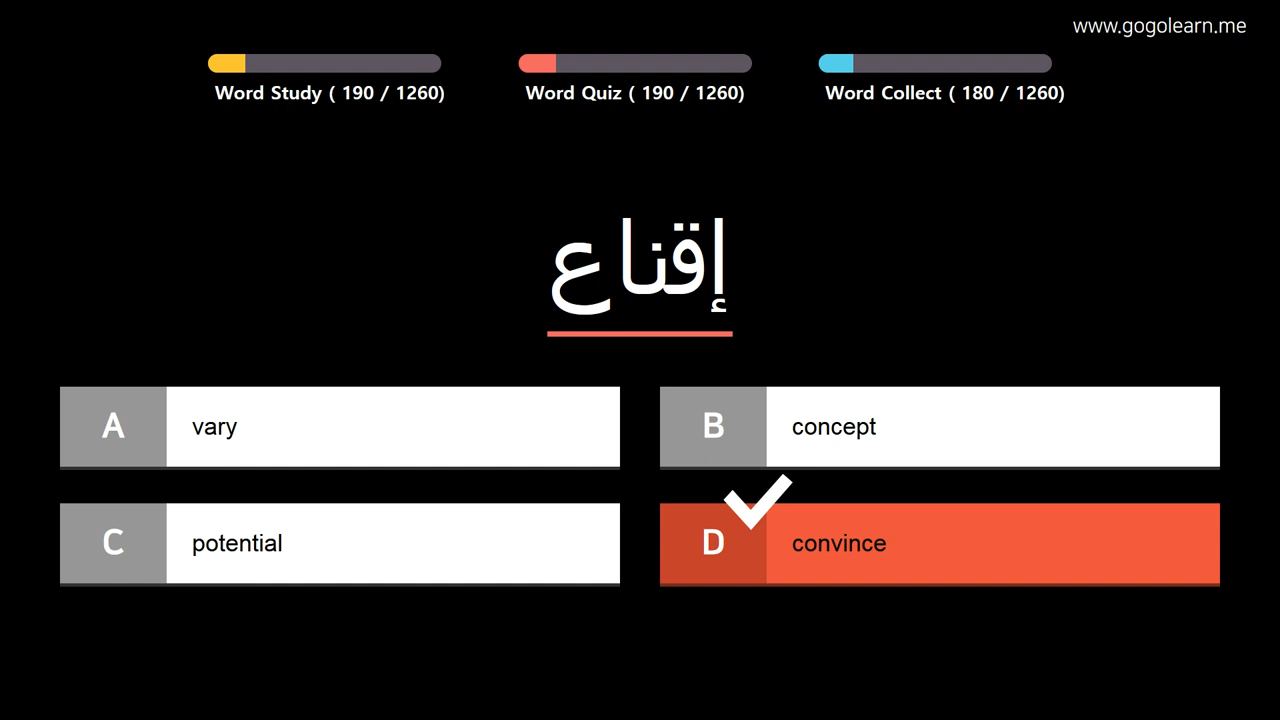 www.gogolearn.me
Word Study ( 190 / 1260)
Word Quiz ( 190 / 1260)
Word Collect ( 180 / 1260)
إقناع
A vary
B concept
C potential
D convince